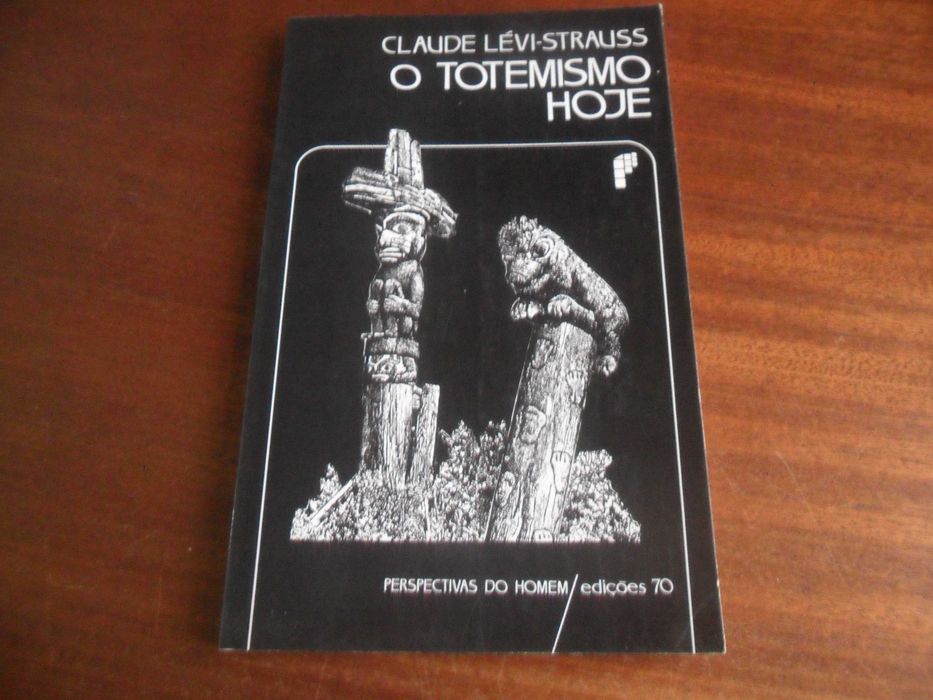 CLAUDE LÉVI-STRAUSS
O TOTEMISMO
HOJE
PERSPECTIVAS DO HOMEM/edições 70